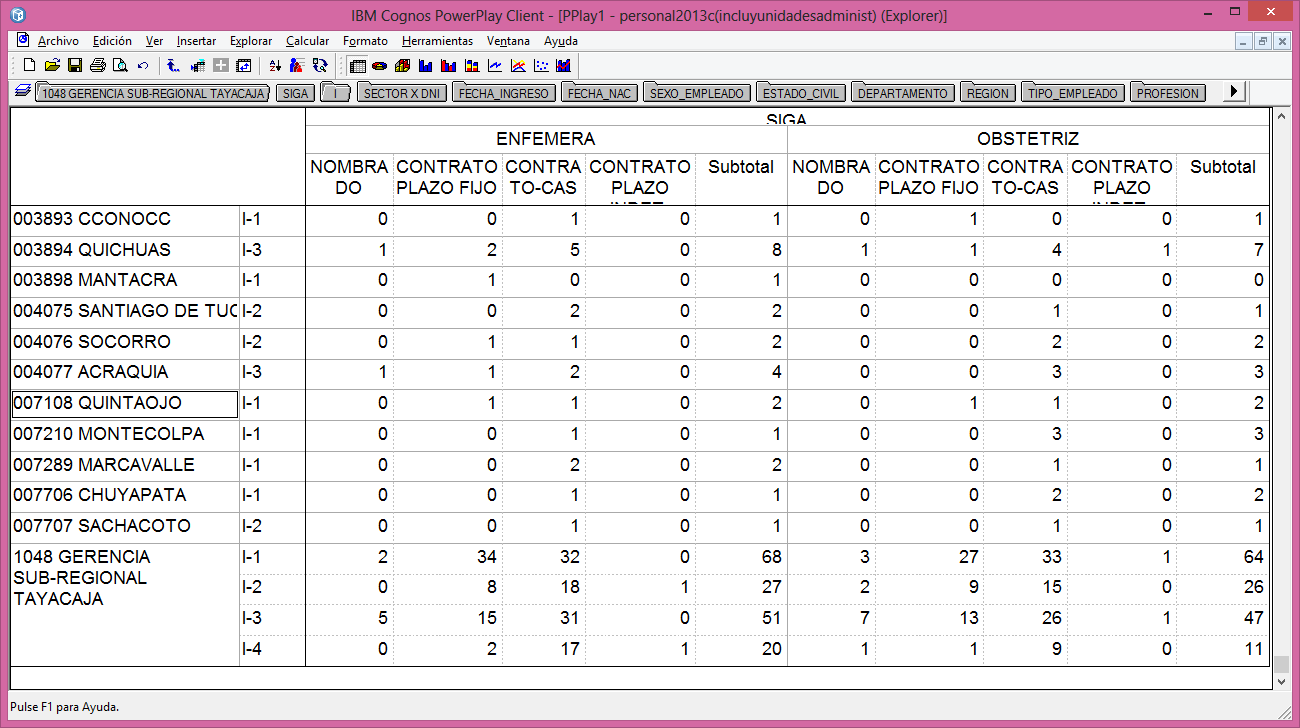 IBM Cognos PowerPlay Client - [PPlay1 - personal2013c(incluyunidadesadminist) (Explorer)]
Archivo Edición Ver Insertar Explorar Calcular Formato Herramientas Ventana Ayuda
1048 GERENCIA SUB-REGIONAL TAYACAJA SIGA I SECTOR X DNI FECHA_INGRESO FECHA_NAC SEXO_EMPLEADO ESTADO_CIVIL DEPARTAMENTO REGION TIPO_EMPLEADO PROFESION
SIGA
ENFEMERA OBSTETRIZ
NOMBRA CONTRATO CONTRA CONTRATO Subtotal NOMBRA CONTRATO CONTRA CONTRATO Subtotal
DO PLAZO FIJO TO-CAS PLAZO DO PLAZO FIJO TO-CAS PLAZO
003893 CCONOCC I-1 0 0 1 0 1 0 1 0 0 1
003894 QUICHUAS I-3 1 2 5 0 8 1 1 4 1 7
003898 MANTACRA I-1 0 1 0 0 1 0 0 0 0 0
004075 SANTIAGO DE TUC I-2 0 0 2 0 2 0 0 1 0 1
004076 SOCORRO I-2 0 1 1 0 2 0 0 2 0 2
004077 ACRAQUIA I-3 1 1 2 0 4 0 0 3 0 3
007108 QUINTAOJO I-1 0 1 1 0 2 0 1 1 0 2
007210 MONTECOLPA I-1 0 0 1 0 1 0 0 3 0 3
007289 MARCAVALLE I-1 0 0 2 0 2 0 0 1 0 1
007706 CHUYAPATA I-1 0 0 1 0 1 0 0 2 0 2
007707 SACHACOTO I-2 0 0 1 0 1 0 0 1 0 1
1048 GERENCIA I-1 2 34 32 0 68 3 27 33 1 64
SUB-REGIONAL
TAYACAJA
I-2 0 8 18 1 27 2 9 15 0 26
I-3 5 15 31 0 51 7 13 26 1 47
I-4 0 2 17 1 20 1 1 9 0 11
Pulse F1 para Ayuda.